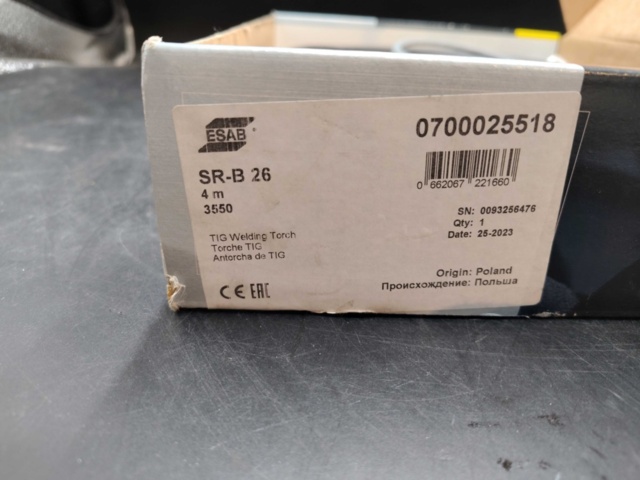 ESAB
0700025518
0 662067 221660
SR-B 26
4 m
3550
SN: 0093256476
Qty: 1
Date: 25-2023
TIG Welding Torch
Torche TIG
Antorcha de TIG
Origin: Poland
Происхождение: Польша
CE EAC